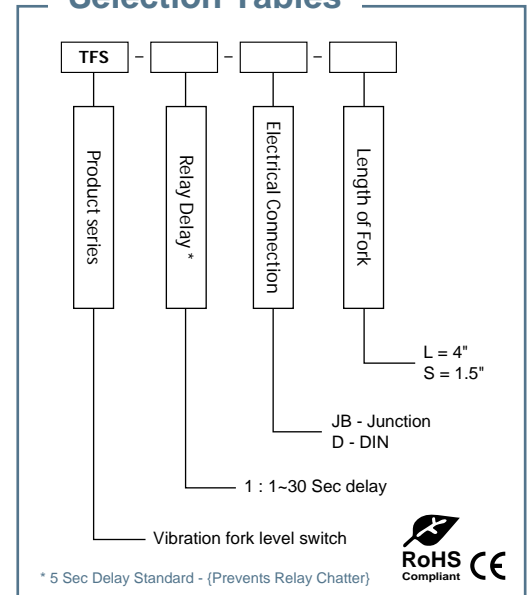 Selection Tables
TFS - - -
Product series
Relay Delay *
Electrical Connection
Length of Fork
L = 4"
S = 1.5"
JB - Junction
D - DIN
1 : 1~30 Sec delay
Vibration fork level switch
* 5 Sec Delay Standard - {Prevents Relay Chatter}
RoHS
Compliant
CE